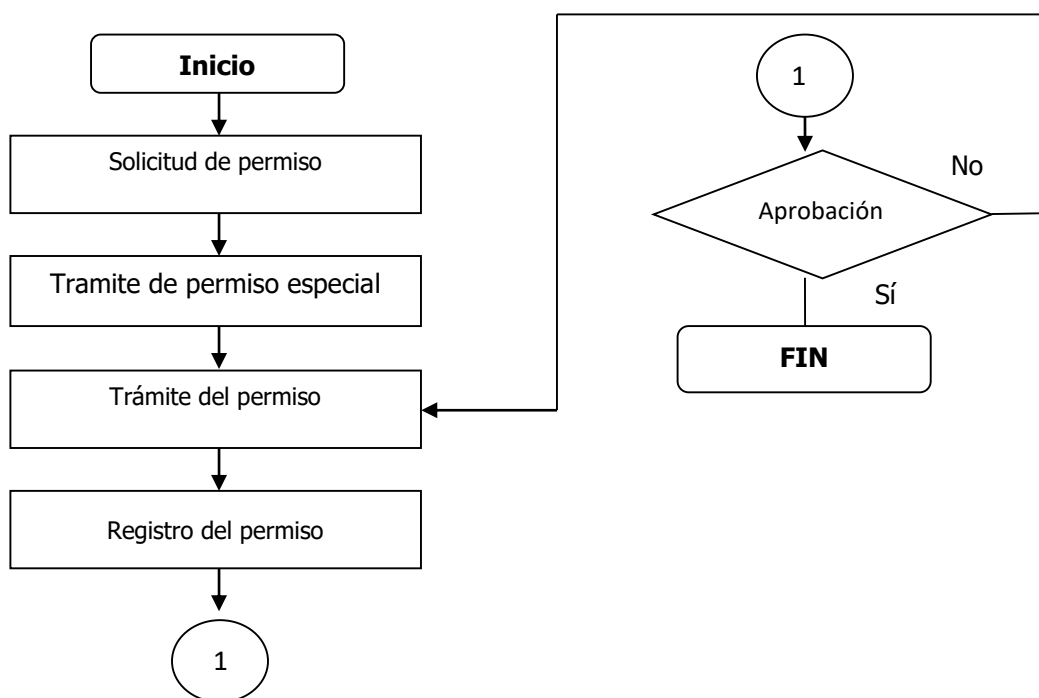 Inicio
Solicitud de permiso
Tramite de permiso especial
Trámite del permiso
Registro del permiso
1
1
Aprobación
No
Sí
FIN